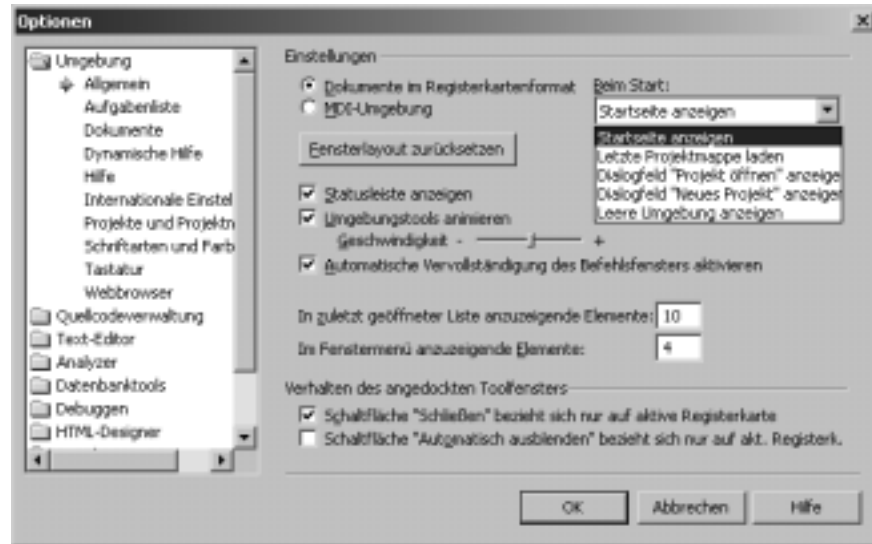 Optionen
Umgebung
Allgemein
Aufgabenliste
Dokumente
Dynamische Hilfe
Hilfe
Internationale Einstel
Projekte und Projektn
Schriftarten und Farb
Tastatur
Webbrowser
Quellcodeverwaltung
Text-Editor
Analyzer
Datenbanktools
Debuggen
HTML-Designer
Einstellungen
Dokumente im Registerkartenformat
MDI-Umgebung
Beim Start:
Startseite anzeigen
Startseite anzeigen
Letzte Projektmappe laden
Dialogfeld "Projekt öffnen" anzeige
Dialogfeld "Neues Projekt" anzeigen
Leere Umgebung anzeigen
Fensterlayout zurücksetzen
Statusleiste anzeigen
Umgebungstools animieren
Geschwindigkeit - +
Automatische Vervollständigung des Befehlsfensters aktivieren
In zuletzt geöffneter Liste anzuzeigende Elemente: 10
Im Fenstermenü anzuzeigende Elemente: 4
Verhalten des angedockten Toolfensters
Schaltfläche "Schließen" bezieht sich nur auf aktive Registerkarte
Schaltfläche "Automatisch ausblenden" bezieht sich nur auf akt. Registerk.
OK
Abbrechen
Hilfe